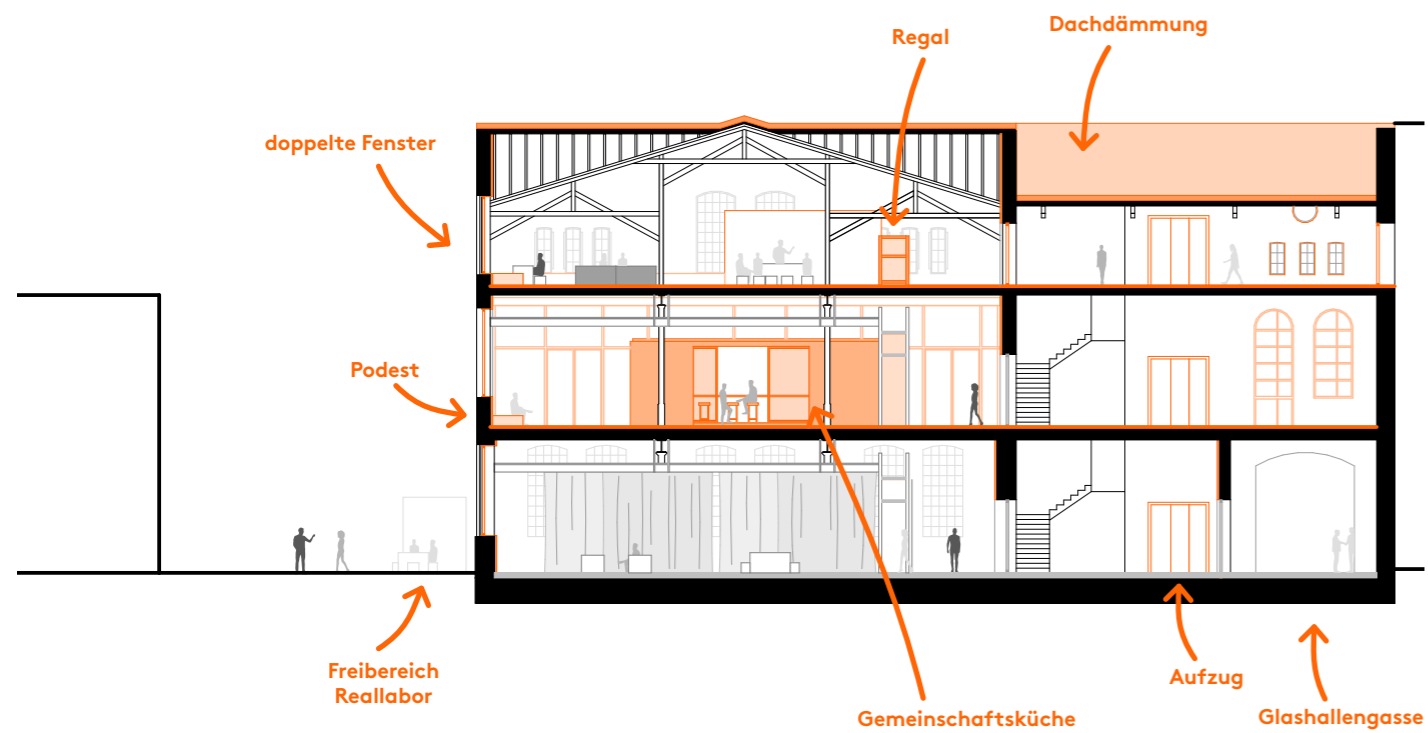 Dachdämmung
Regal
doppelte Fenster
Podest
Freibereich
Reallabor
Aufzug
Gemeinschaftsküche
Glashallengasse